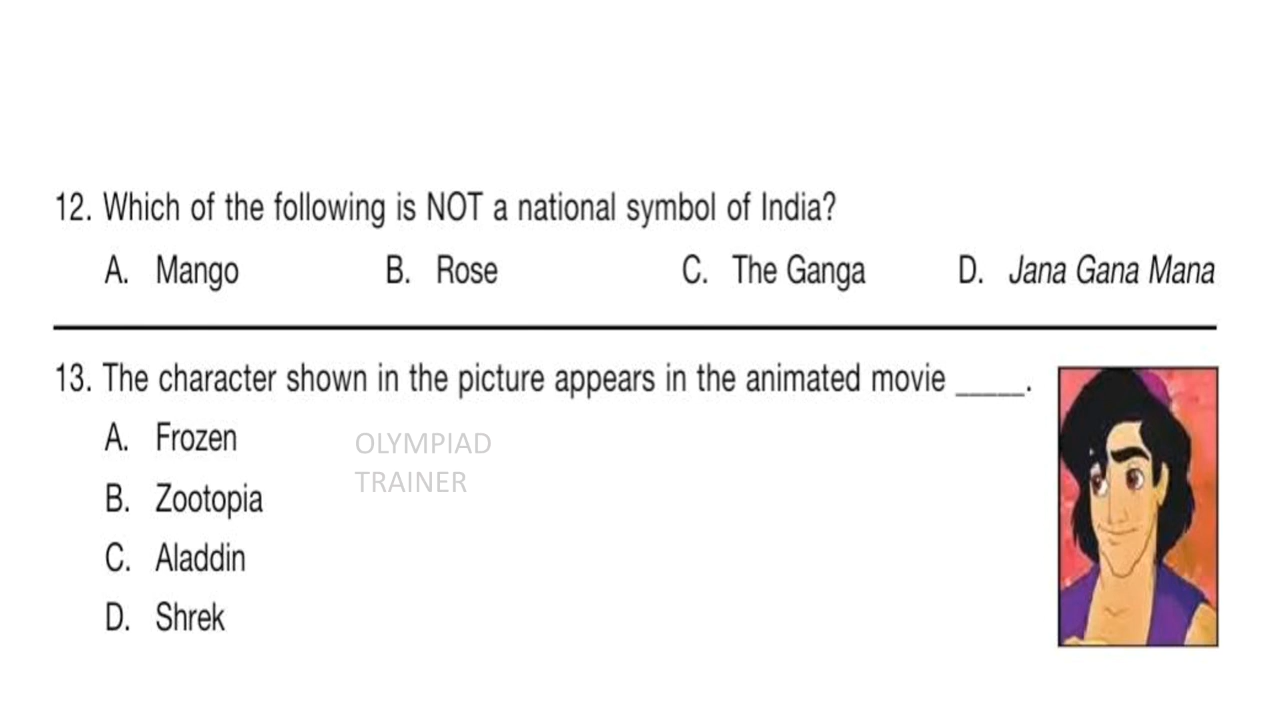 12. Which of the following is NOT a national symbol of India?
A. Mango B. Rose C. The Ganga D. Jana Gana Mana
13. The character shown in the picture appears in the animated movie _____.
A. Frozen
OLYMPIAD
B. Zootopia
TRAINER
C. Aladdin
D. Shrek